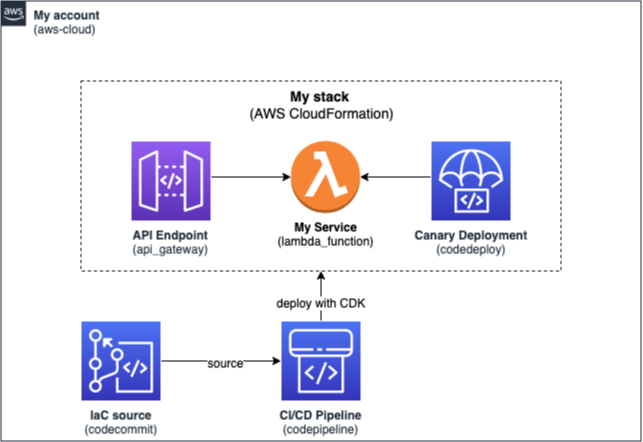 aws
My account
(aws-cloud)
My stack
(AWS CloudFormation)
API Endpoint
(api_gateway)
My Service
(lambda_function)
Canary Deployment
(codedeploy)
deploy with CDK
source
IaC source
(codecommit)
CI/CD Pipeline
(codepipeline)